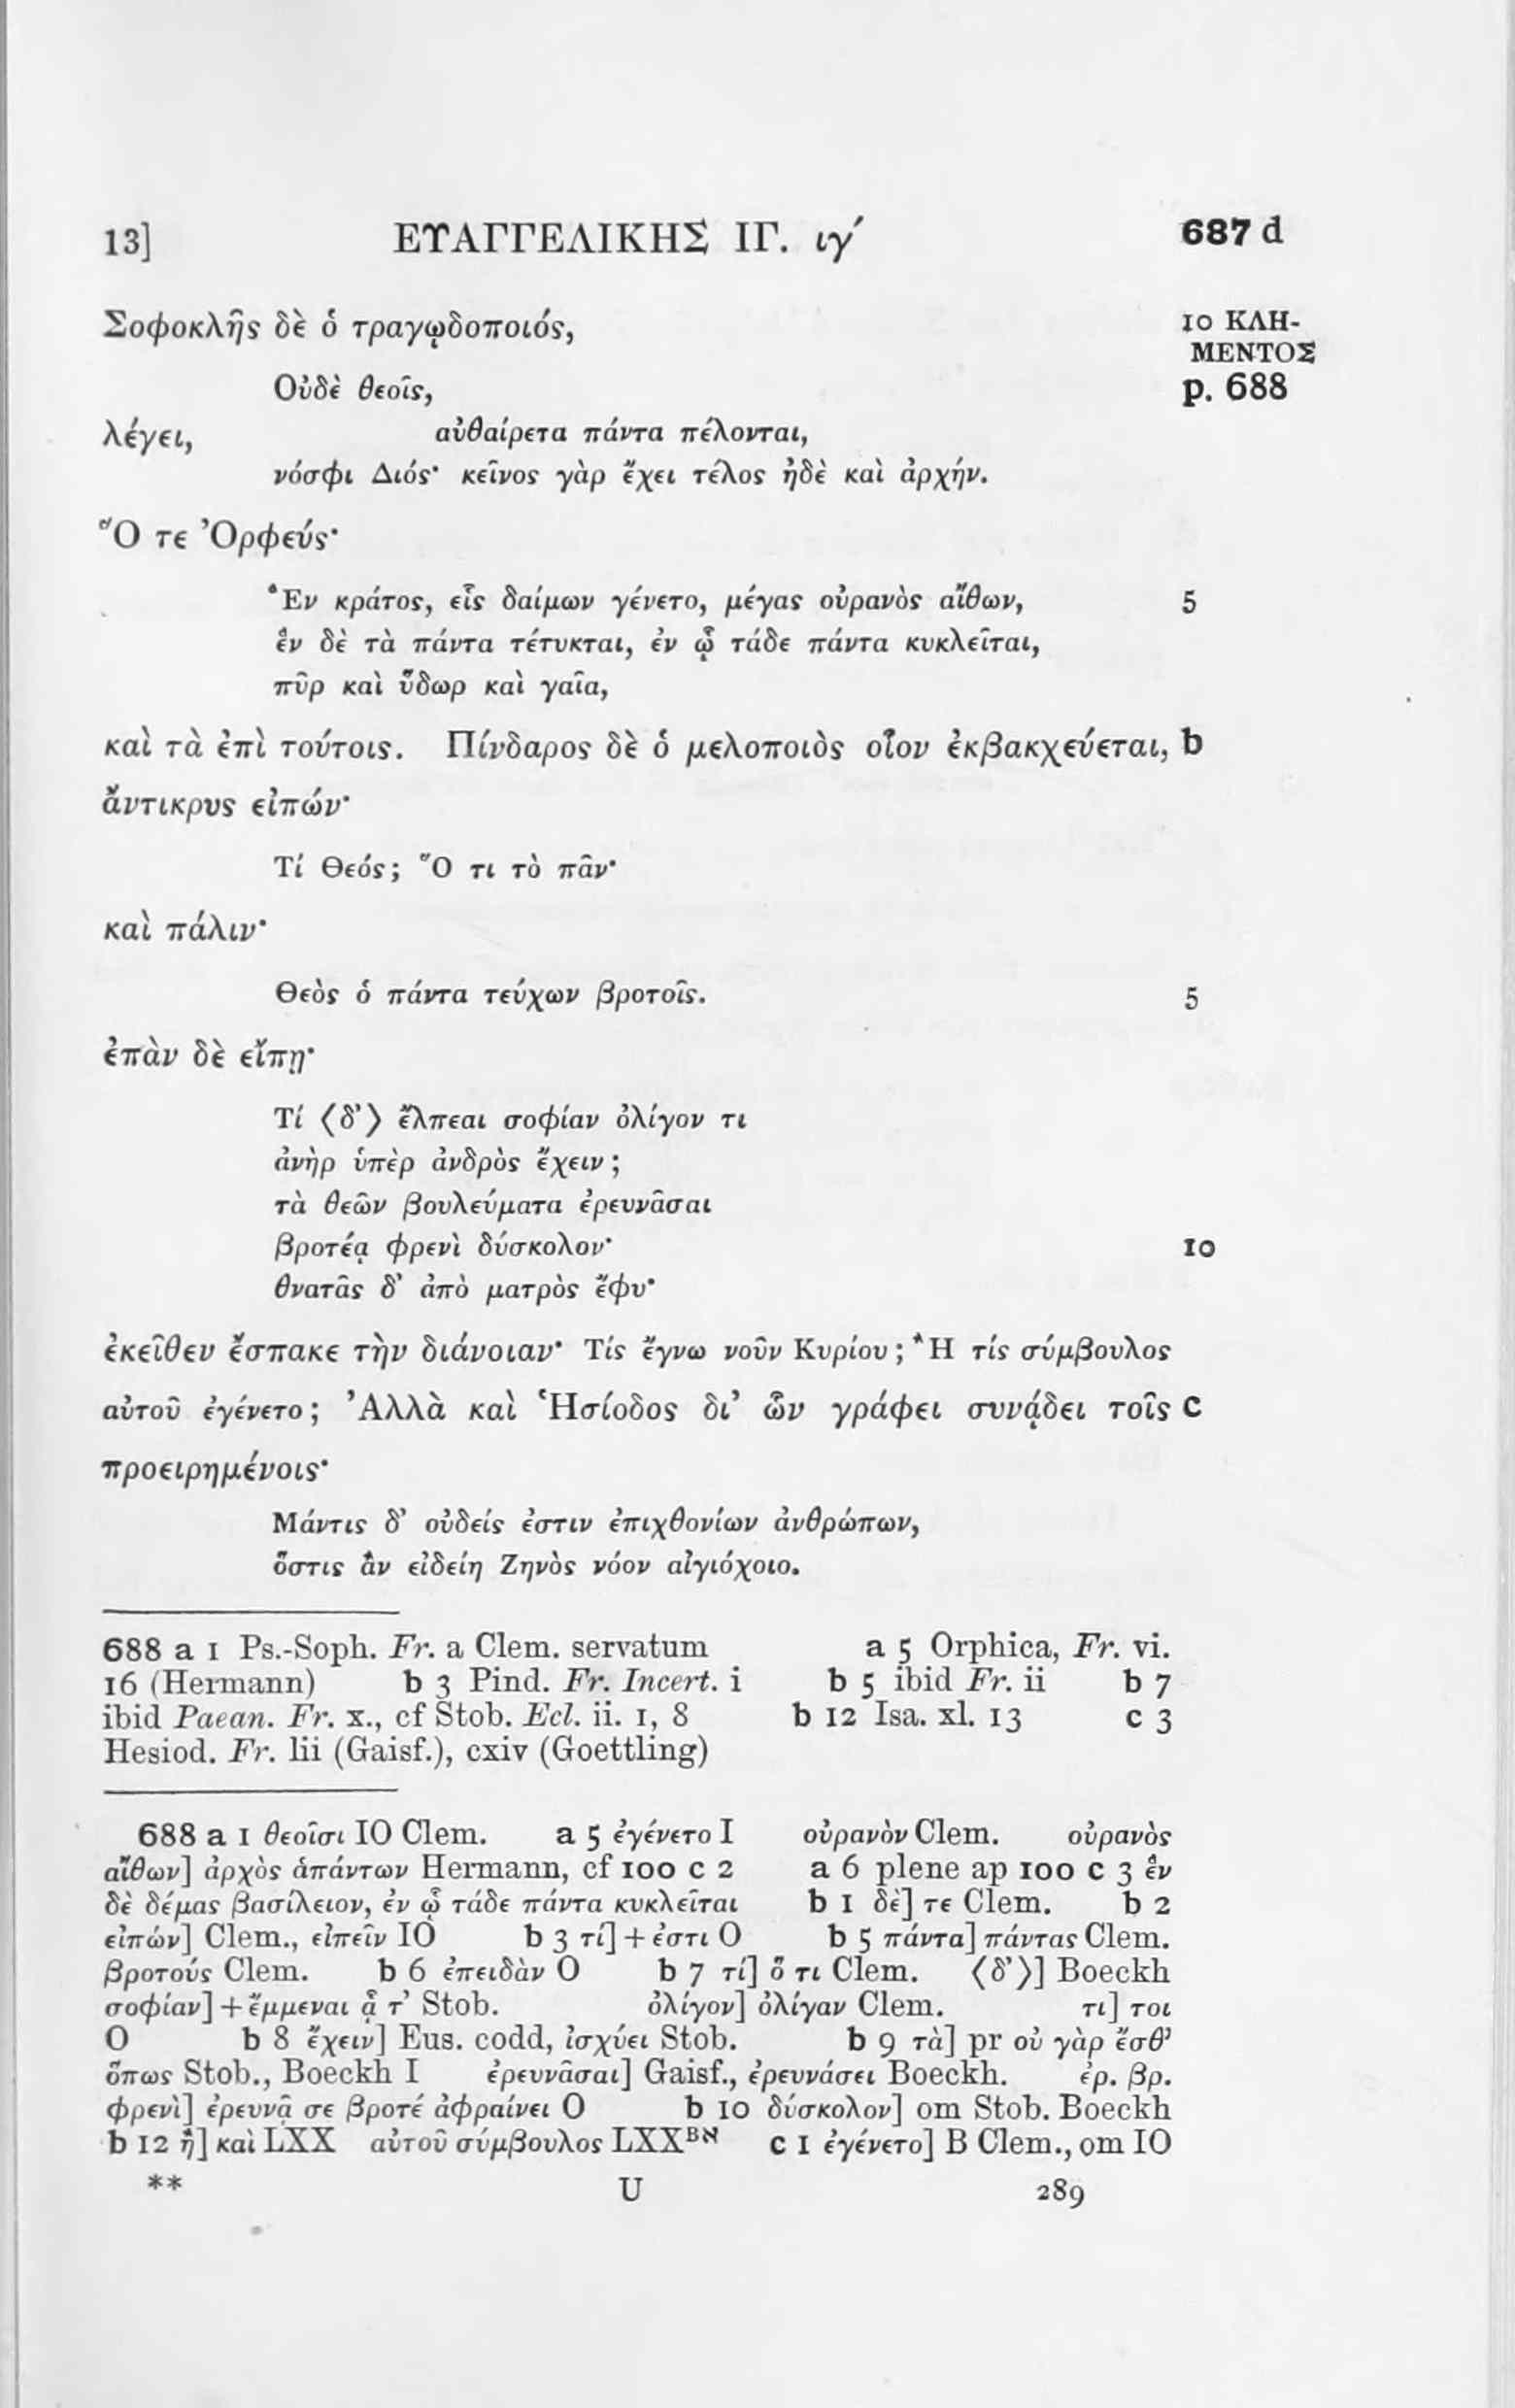 13] ΕΥΑΓΓΕΛΙΚΗΣ ΙΓ. ιγ′ 687 d
Σοφοκλῆς δὲ ὁ τραγῳδοποιός, 10 ΚΛΗ-
ΜΕΝΤΟΣ
Οὐδὲ θεοῖς, p. 688
λέγει, αὐθαίρετα πάντα πέλονται,
νόσφι Διός· κεῖνος γὰρ ἔχει τέλος ἠδὲ καὶ ἀρχήν.
Ὅ τε Ὀρφεύς·
Ἓν κράτος, εἷς δαίμων γένετο, μέγας οὐρανὸς αἴθων, 5
ἓν δὲ τὰ πάντα τέτυκται, ἐν ᾧ τάδε πάντα κυκλεῖται,
πῦρ καὶ ὕδωρ καὶ γαῖα,
καὶ τὰ ἐπὶ τούτοις. Πίνδαρος δὲ ὁ μελοποιὸς οἷον ἐκβακχεύεται, b
ἄντικρυς εἰπών·
Τί Θεός; Ὅ τι τὸ πᾶν·
καὶ πάλιν·
Θεὸς ὁ πάντα τεύχων βροτοῖς. 5
ἐπὰν δὲ εἴπῃ·
Τί ⟨δ’⟩ ἔλπεαι σοφίαν ὀλίγον τι
ἀνὴρ ὑπὲρ ἀνδρὸς ἔχειν;
τὰ θεῶν βουλεύματα ἐρευνᾶσαι
βροτέᾳ φρενὶ δύσκολον· 10
θνατᾶς δ’ ἀπὸ ματρὸς ἔφυ·
ἐκεῖθεν ἔσπακε τὴν διάνοιαν· Τίς ἔγνω νοῦν Κυρίου; Ἢ τίς σύμβουλος
αὐτοῦ ἐγένετο; Ἀλλὰ καὶ Ἡσίοδος δι’ ὧν γράφει συνᾴδει τοῖς c
προειρημένοις·
Μάντις δ’ οὐδείς ἐστιν ἐπιχθονίων ἀνθρώπων,
ὅστις ἂν εἰδείη Ζηνὸς νόον αἰγιόχοιο.
688 a 1 Ps.-Soph. Fr. a Clem. servatum a 5 Orphica, Fr. vi.
16 (Hermann) b 3 Pind. Fr. Incert. i b 5 ibid Fr. ii b 7
ibid Paean. Fr. x., cf Stob. Ecl. ii. 1, 8 b 12 Isa. xl. 13 c 3
Hesiod. Fr. lii (Gaisf.), cxiv (Goettling)
688 a 1 θεοῖσι IO Clem. a 5 ἐγένετο I οὐρανὸν Clem. οὐρανὸς
αἴθων] ἀρχὸς ἁπάντων Hermann, cf 100 c 2 a 6 plene ap 100 c 3 ἓν
δὲ δέμας βασίλειον, ἐν ᾧ τάδε πάντα κυκλεῖται b 1 δὲ] τε Clem. b 2
εἰπών] Clem., εἰπεῖν IO b 3 τί] + ἐστι O b 5 πάντα] πάντας Clem.
βροτούς Clem. b 6 ἐπειδὰν O b 7 τί] ὅ τι Clem. ⟨δ’⟩] Boeckh
σοφίαν] + ἔμμεναι ᾇ τ’ Stob. ὀλίγον] ὀλίγαν Clem. τι] τοι
O b 8 ἔχειν] Eus. codd, ἰσχύει Stob. b 9 τὰ] pr οὐ γὰρ ἔσθ’
ὅπως Stob., Boeckh I ἐρευνᾶσαι] Gaisf., ἐρευνάσει Boeckh. ἐρ. βρ.
φρενὶ] ἐρευνᾷ σε βροτέ ἀφραίνει O b 10 δύσκολον] om Stob. Boeckh
b 12 ἢ] καὶ LXX αὐτοῦ σύμβουλος LXXᴮא c 1 ἐγένετο] B Clem., om IO
** U 289